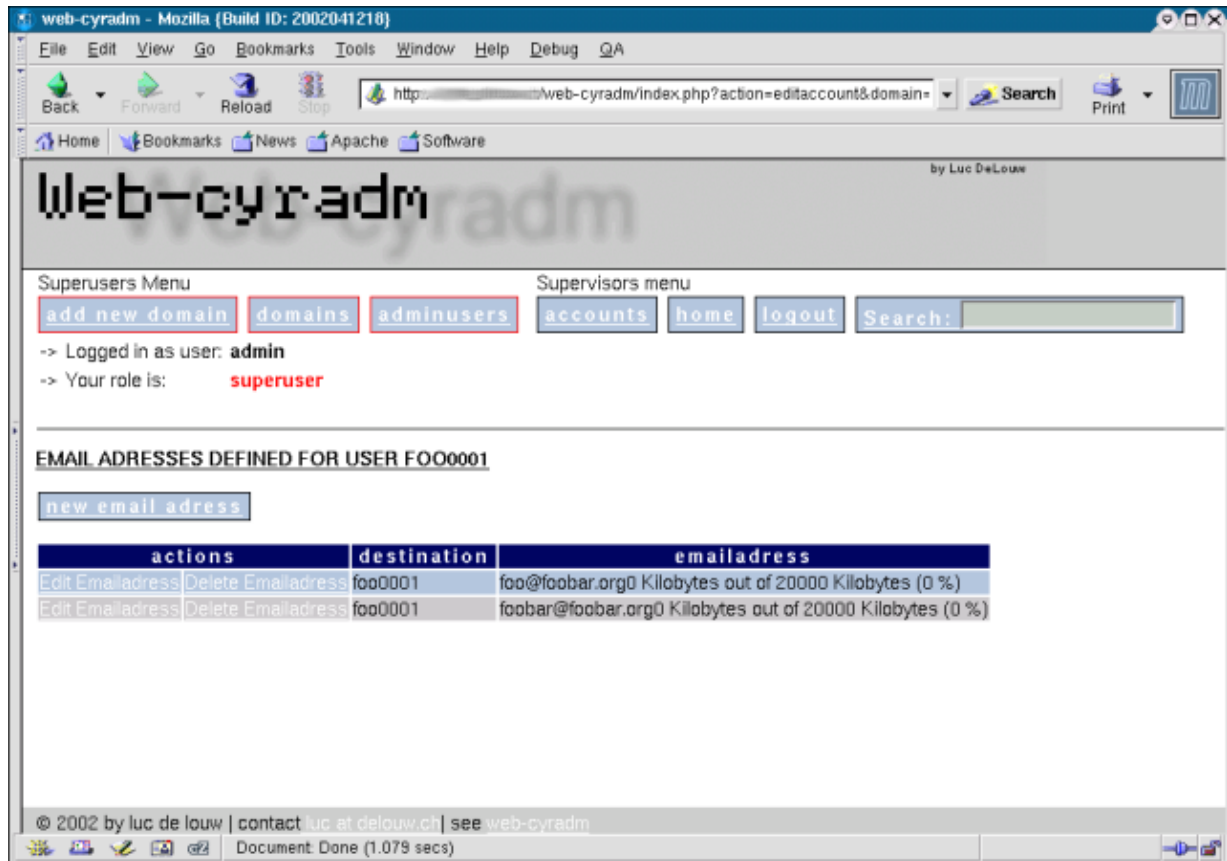 web-cyradm - Mozilla {Build ID: 2002041218}
File Edit View Go Bookmarks Tools Window Help Debug QA
Back Forward Reload Stop http:// /web-cyradm/index.php?action=editaccount&domain= Search Print
Home Bookmarks News Apache Software
by Luc DeLouw
Web-cyradm
Superusers Menu Supervisors menu
add new domain domains adminusers accounts home logout Search:
-> Logged in as user: admin
-> Your role is: superuser
EMAIL ADRESSES DEFINED FOR USER FOO0001
new email adress
actions destination emailadress
Edit Emailadress Delete Emailadress foo0001 foo@foobar.org0 Kilobytes out of 20000 Kilobytes (0 %)
Edit Emailadress Delete Emailadress foo0001 foobar@foobar.org0 Kilobytes out of 20000 Kilobytes (0 %)
© 2002 by luc de louw | contact luc at delouw.ch| see web-cyradm
Document: Done (1.079 secs)